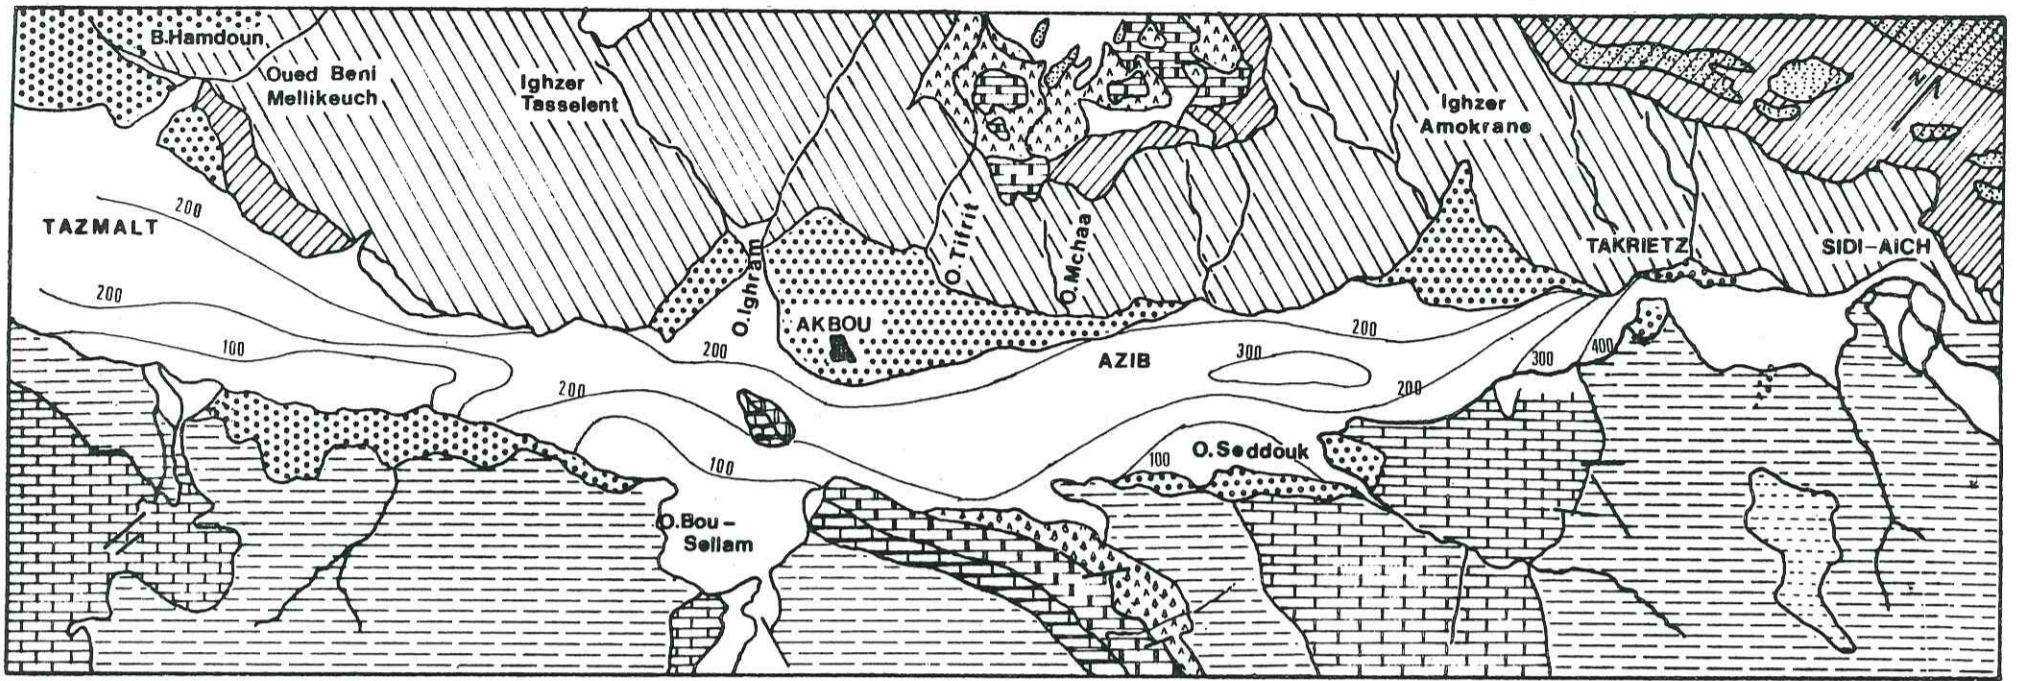 B.Hamdoun
Oued Beni
Mellikeuch
Ighzer
Tasselent
Ighzer
Amokrane
N
200
TAZMALT
O. Ighram
O. Tifrit
O. Mchaa
TAKRIETZ
SIDI-AiCH
200
AKBOU
200
100
200
AZIB
300
200
300
400
200
200
100
100
O. Seddouk
O.Bou-
Sellam